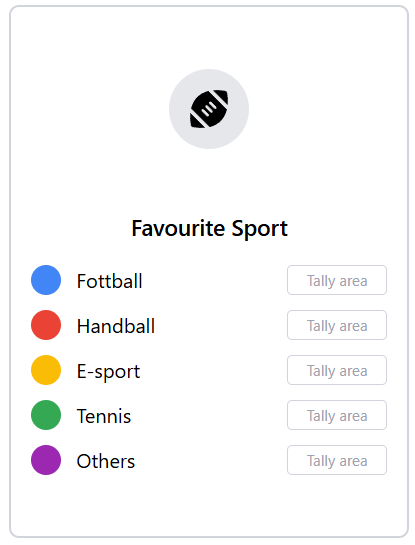 Favourite Sport
Fottball Tally area
Handball Tally area
E-sport Tally area
Tennis Tally area
Others Tally area